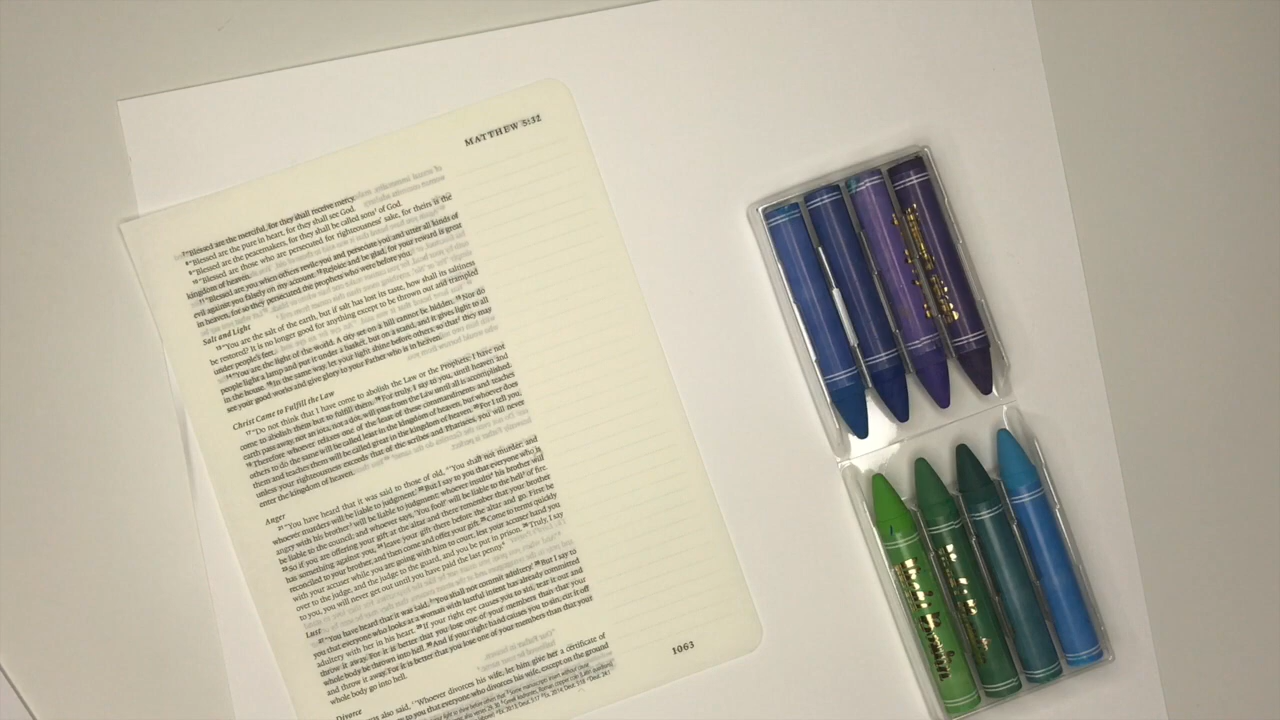 MATTHEW 5:32
7 "Blessed are the merciful, for they shall receive mercy.
8 "Blessed are the pure in heart, for they shall see God.
9 "Blessed are the peacemakers, for they shall be called sons of God.
10 "Blessed are those who are persecuted for righteousness' sake, for theirs is the
kingdom of heaven.
11 "Blessed are you when others revile you and persecute you and utter all kinds of
evil against you falsely on my account. 12 Rejoice and be glad, for your reward is great
in heaven, for so they persecuted the prophets who were before you.
Salt and Light
13 "You are the salt of the earth, but if salt has lost its taste, how shall its saltiness
be restored? It is no longer good for anything except to be thrown out and trampled
under people's feet.
14 "You are the light of the world. A city set on a hill cannot be hidden. 15 Nor do
people light a lamp and put it under a basket, but on a stand, and it gives light to all
in the house. 16 In the same way, let your light shine before others, so that they may
see your good works and give glory to your Father who is in heaven.
Christ Came to Fulfill the Law
17 "Do not think that I have come to abolish the Law or the Prophets; I have not
come to abolish them but to fulfill them. 18 For truly, I say to you, until heaven and
earth pass away, not an iota, not a dot, will pass from the Law until all is accomplished.
19 Therefore whoever relaxes one of the least of these commandments and teaches
others to do the same will be called least in the kingdom of heaven, but whoever does
them and teaches them will be called great in the kingdom of heaven. 20 For I tell you,
unless your righteousness exceeds that of the scribes and Pharisees, you will never
enter the kingdom of heaven.
Anger
21 "You have heard that it was said to those of old, 'You shall not murder; and
whoever murders will be liable to judgment.' 22 But I say to you that everyone who is
angry with his brother will be liable to judgment; whoever insults his brother will
be liable to the council; and whoever says, 'You fool!' will be liable to the hell of fire.
23 So if you are offering your gift at the altar and there remember that your brother
has something against you, 24 leave your gift there before the altar and go. First be
reconciled to your brother, and then come and offer your gift. 25 Come to terms quickly
with your accuser while you are going with him to court, lest your accuser hand you
over to the judge, and the judge to the guard, and you be put in prison. 26 Truly, I say
to you, you will never get out until you have paid the last penny.
Lust
27 "You have heard that it was said, 'You shall not commit adultery.' 28 But I say to
you that everyone who looks at a woman with lustful intent has already committed
adultery with her in his heart. 29 If your right eye causes you to sin, tear it out and
throw it away. For it is better that you lose one of your members than that your
whole body be thrown into hell. 30 And if your right hand causes you to sin, cut it off
and throw it away. For it is better that you lose one of your members than that your
whole body go into hell.
Divorce
was also said, 'Whoever divorces his wife, let him give her a certificate of
to you that everyone who divorces his wife, except on the ground
1063